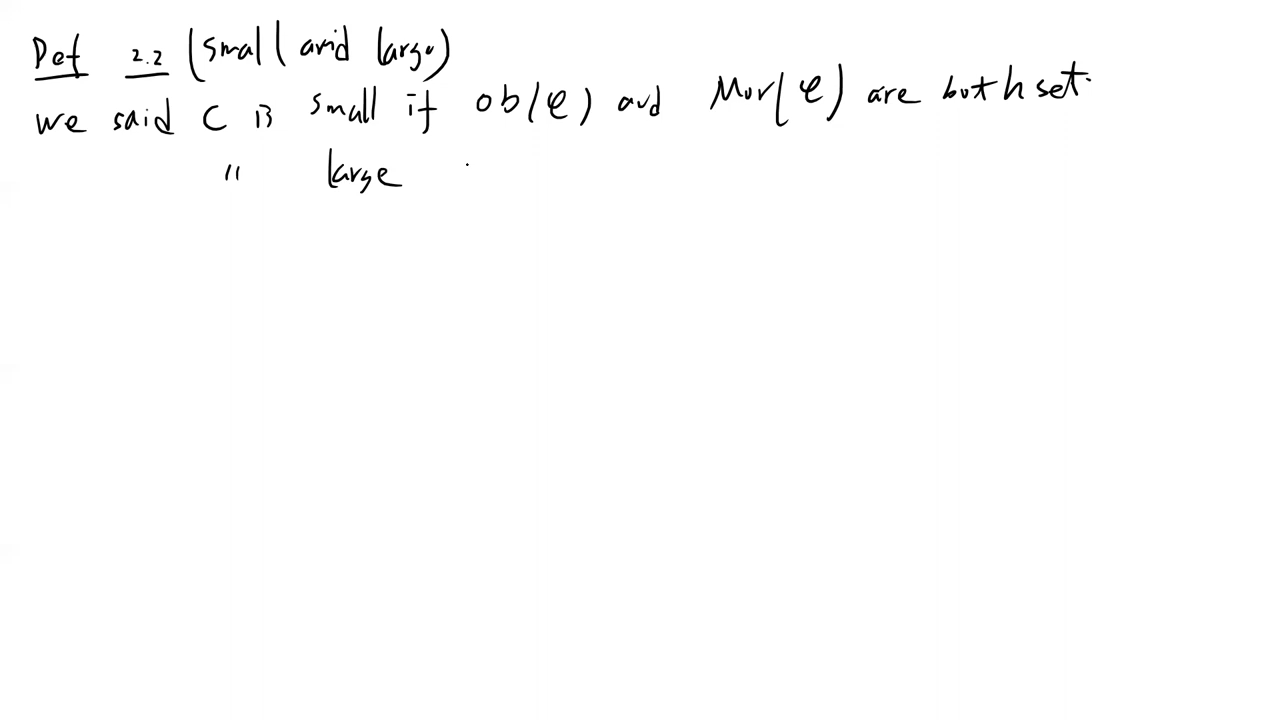 Def 2.2 (small and large)
we said C is small if ob(𝒞) and Mor(𝒞) are both set.
" large